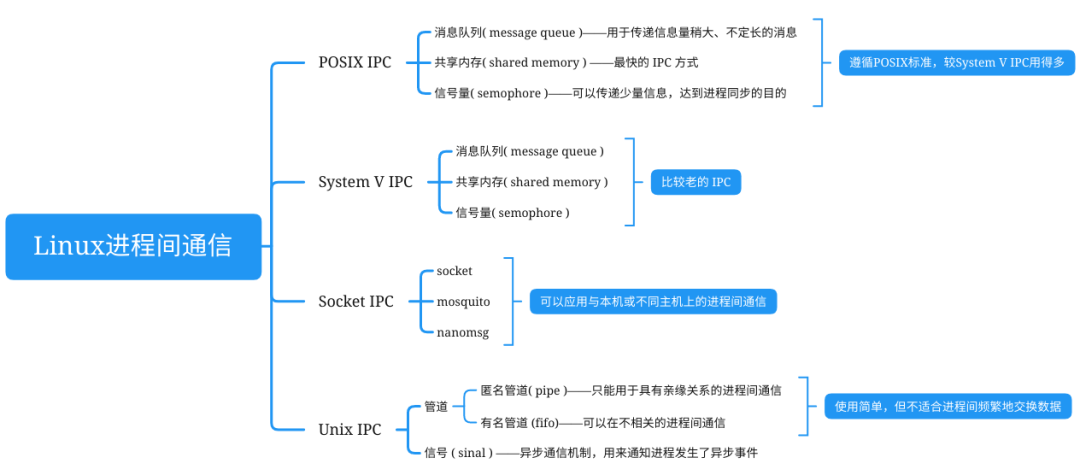 Linux进程间通信
POSIX IPC
消息队列( message queue )——用于传递信息量稍大、不定长的消息
共享内存( shared memory ) ——最快的 IPC 方式
信号量( semophore )——可以传递少量信息，达到进程同步的目的
遵循POSIX标准，较System V IPC用得多
System V IPC
消息队列( message queue )
共享内存( shared memory )
信号量( semophore )
比较老的 IPC
Socket IPC
socket
mosquito
nanomsg
可以应用与本机或不同主机上的进程间通信
Unix IPC
管道
匿名管道( pipe )——只能用于具有亲缘关系的进程间通信
有名管道 (fifo)——可以在不相关的进程间通信
使用简单，但不适合进程间频繁地交换数据
信号 ( sinal ) ——异步通信机制，用来通知进程发生了异步事件